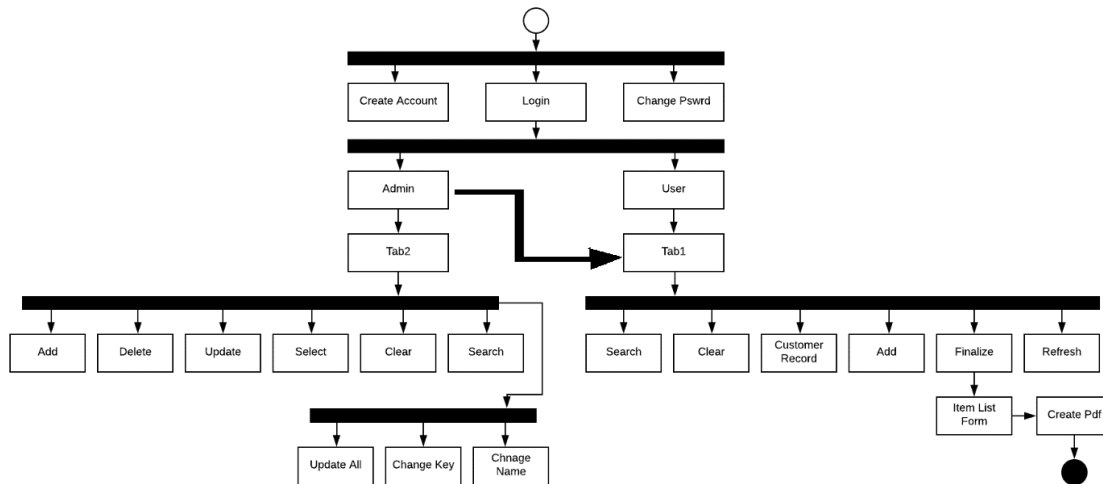 Create Account
Login
Change Pswrd
Admin
User
Tab2
Tab1
Add
Delete
Update
Select
Clear
Search
Search
Clear
Customer
Record
Add
Finalize
Refresh
Item List
Form
Create Pdf
Update All
Change Key
Chnage
Name